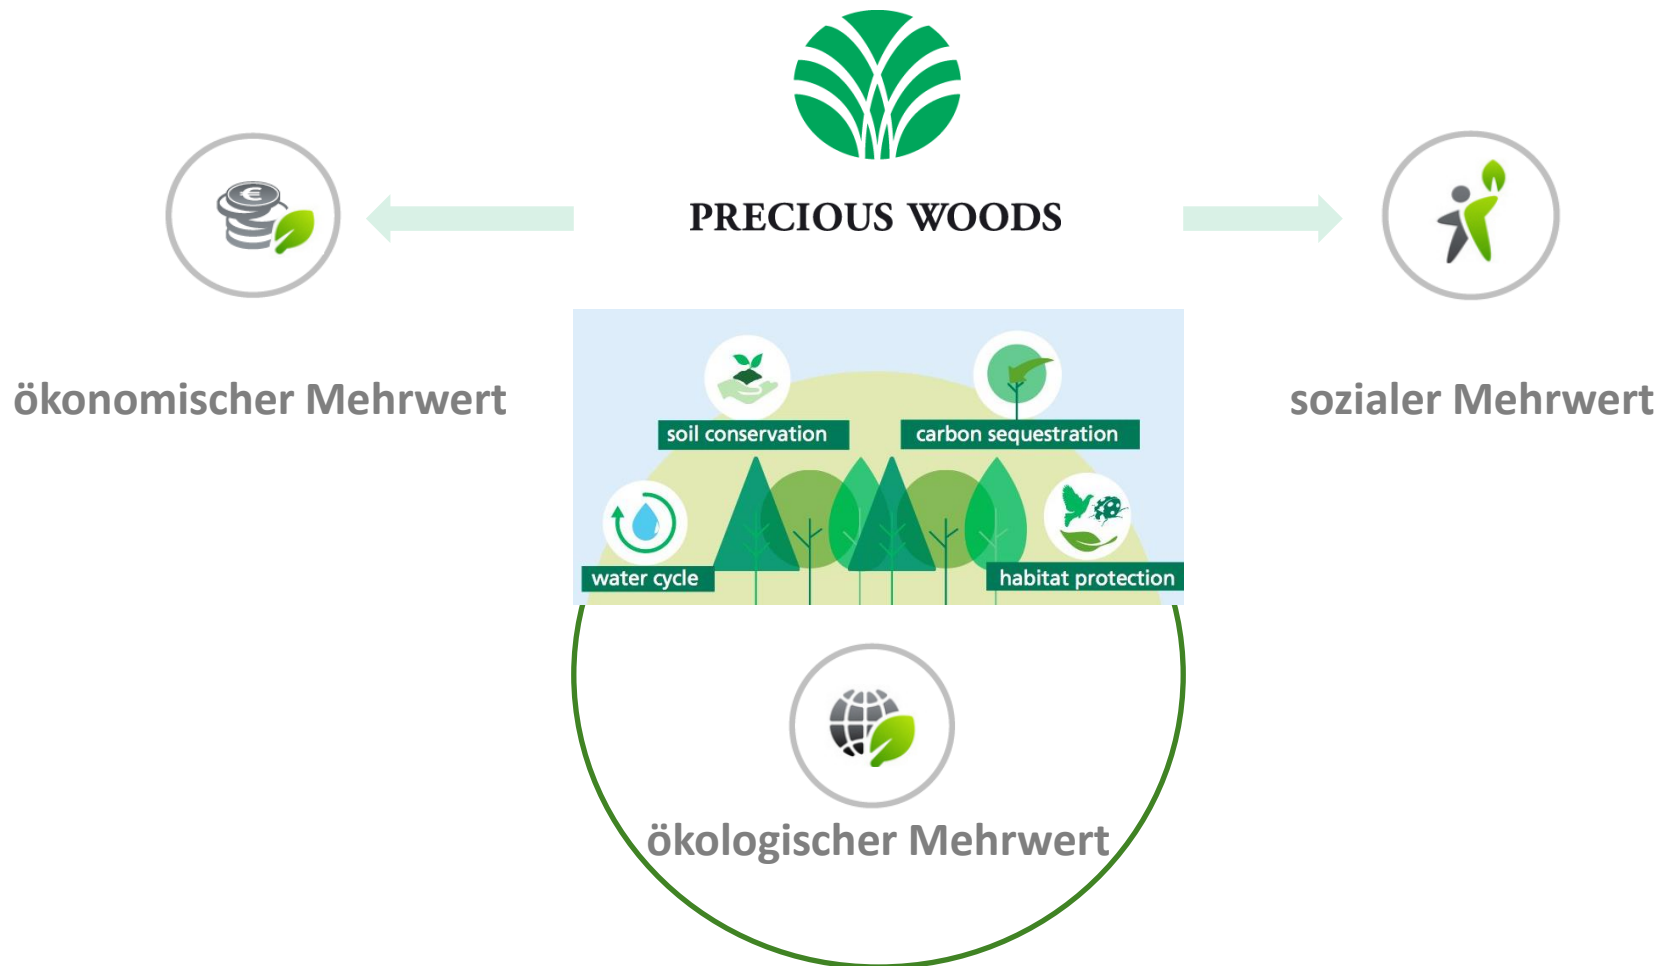 PRECIOUS WOODS
€
ökonomischer Mehrwert
sozialer Mehrwert
soil conservation
carbon sequestration
water cycle
habitat protection
ökologischer Mehrwert